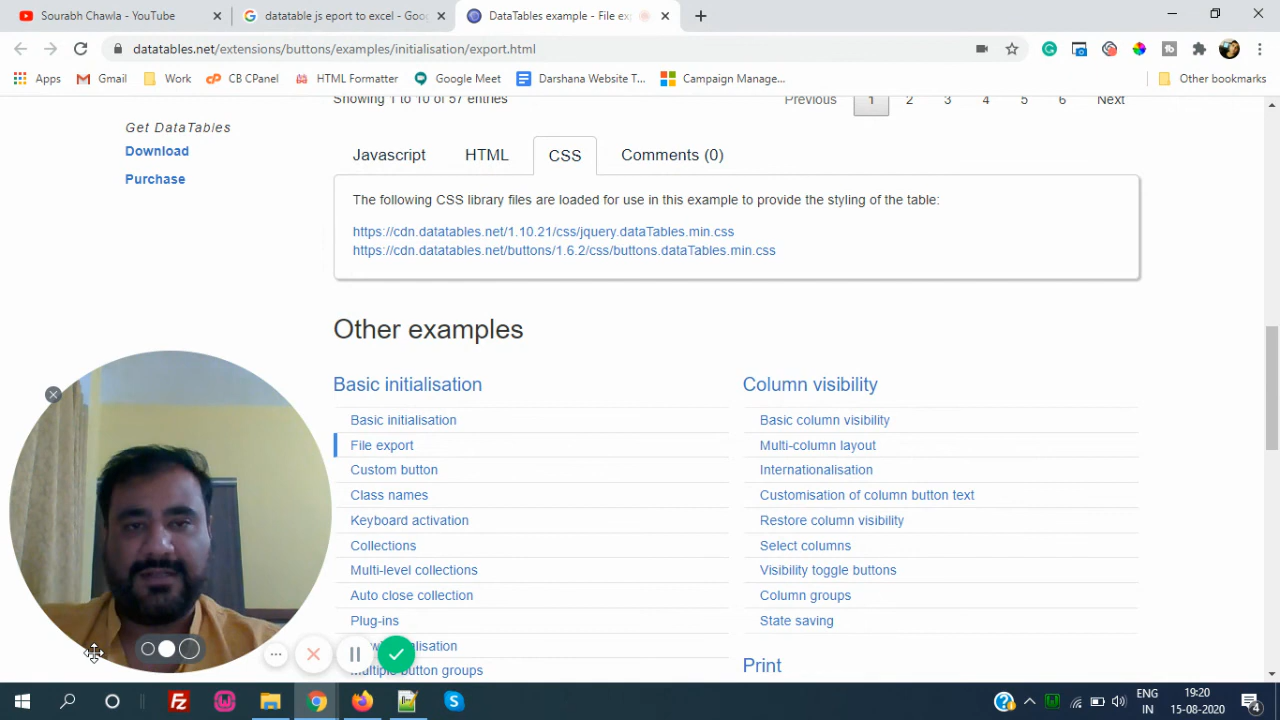 Sourabh Chawla - YouTube
datatable js eport to excel - Goo
DataTables example - File exp
datatables.net/extensions/buttons/examples/initialisation/export.html
Apps
Gmail
Work
CB CPanel
HTML Formatter
Google Meet
Darshana Website T...
Campaign Manage...
Other bookmarks
Showing 1 to 10 of 57 entries
Previous 1 2 3 4 5 6 Next
Get DataTables
Download
Purchase
Javascript HTML CSS Comments (0)
The following CSS library files are loaded for use in this example to provide the styling of the table:
https://cdn.datatables.net/1.10.21/css/jquery.dataTables.min.css
https://cdn.datatables.net/buttons/1.6.2/css/buttons.dataTables.min.css
Other examples
Basic initialisation
Basic initialisation
File export
Custom button
Class names
Keyboard activation
Collections
Multi-level collections
Auto close collection
Plug-ins
Multiple button groups
Column visibility
Basic column visibility
Multi-column layout
Internationalisation
Customisation of column button text
Restore column visibility
Select columns
Visibility toggle buttons
Column groups
State saving
Print
ENG
IN
19:20
15-08-2020
4